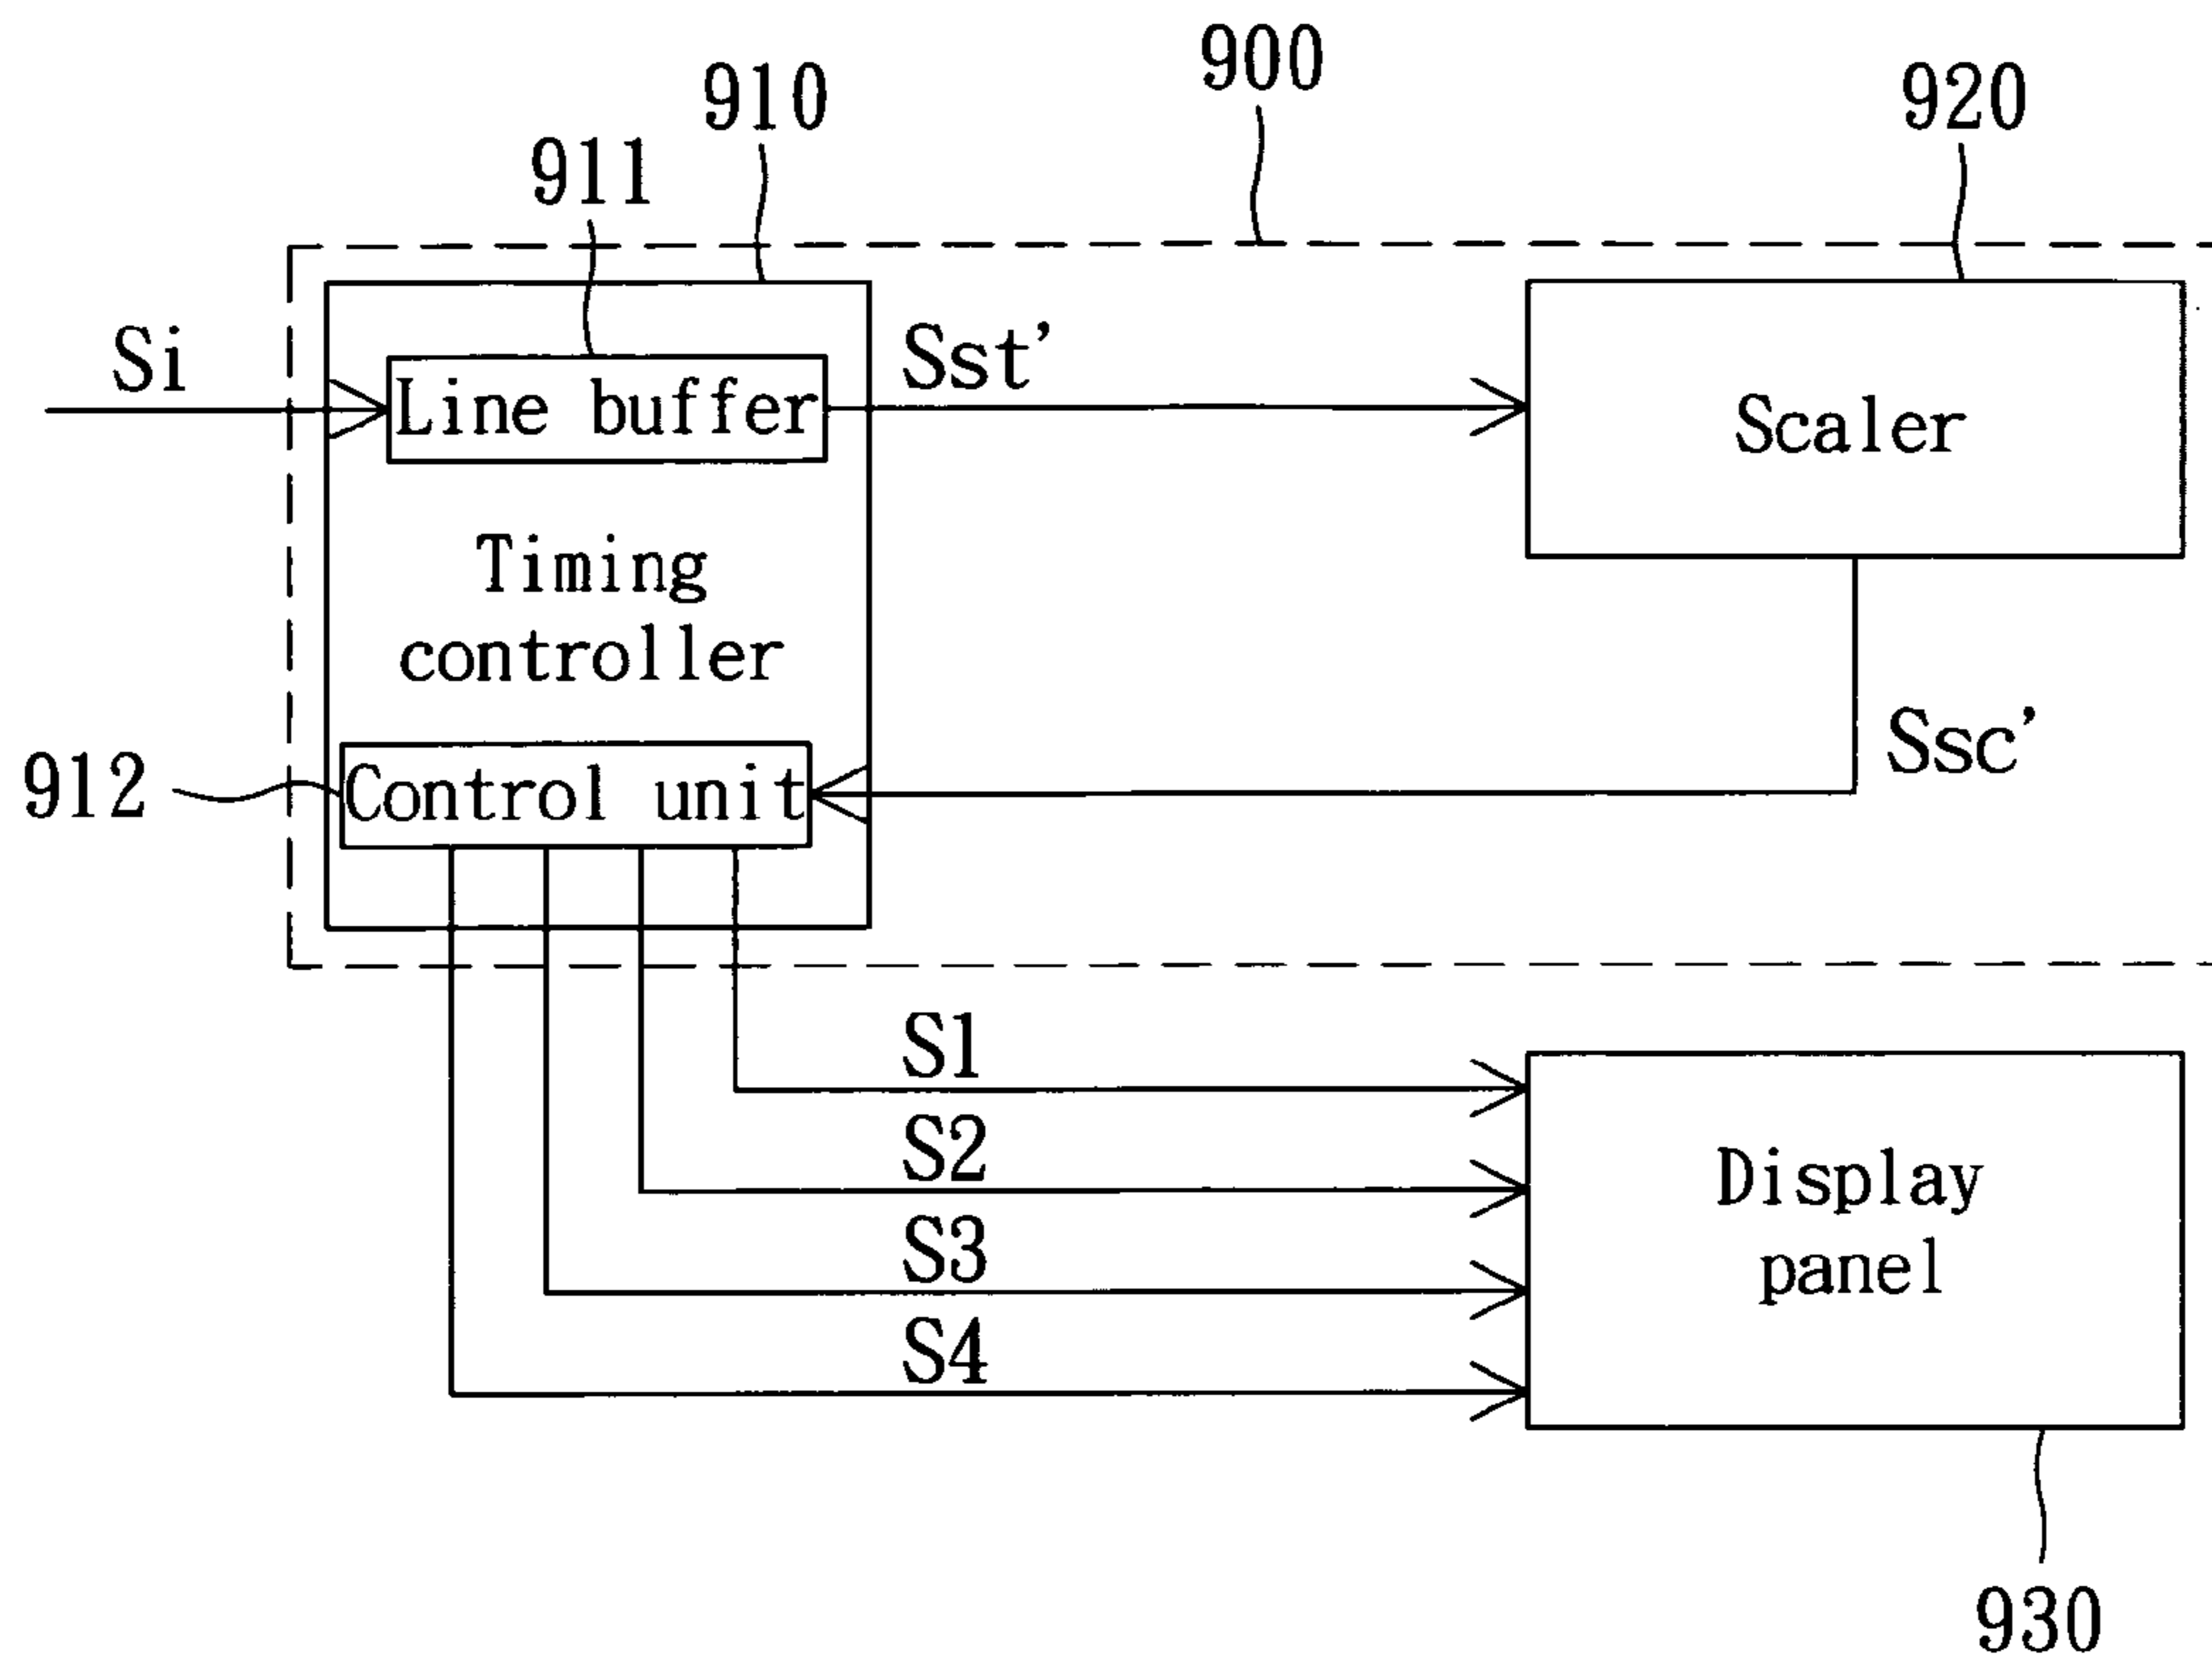 900
910
920
911
Si
Line buffer
Sst'
Scaler
Timing
controller
Ssc'
912
Control unit
S1
S2
Display
S3
panel
S4
930